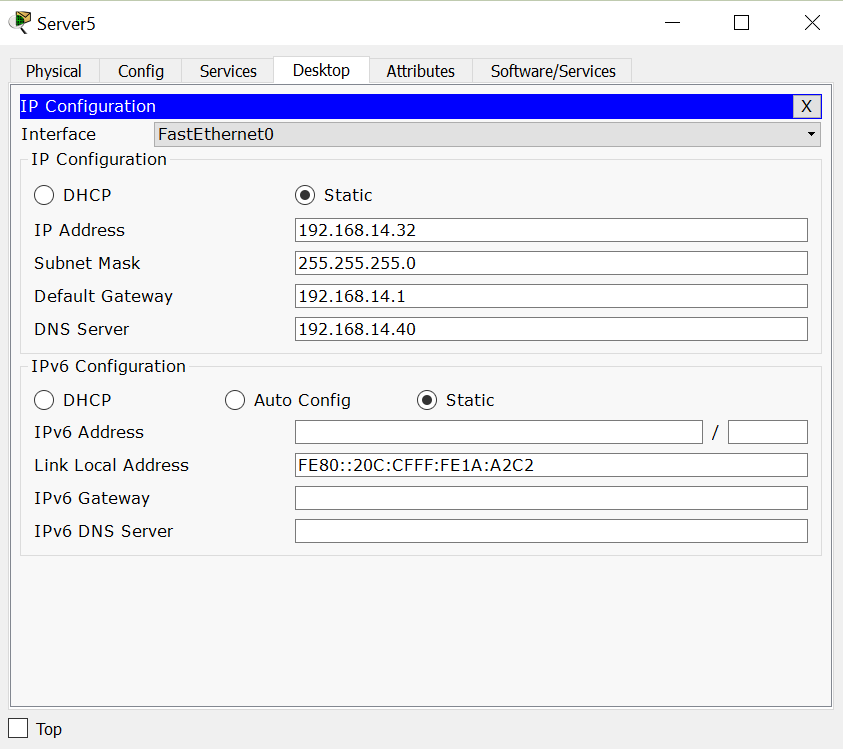 Server5
Physical Config Services Desktop Attributes Software/Services
IP Configuration X
Interface FastEthernet0
IP Configuration
DHCP Static
IP Address 192.168.14.32
Subnet Mask 255.255.255.0
Default Gateway 192.168.14.1
DNS Server 192.168.14.40
IPv6 Configuration
DHCP Auto Config Static
IPv6 Address /
Link Local Address FE80::20C:CFFF:FE1A:A2C2
IPv6 Gateway
IPv6 DNS Server
Top